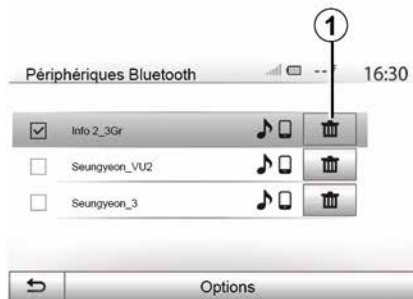 1
Périphériques Bluetooth -- F 16:30
Info 2_3Gr
Seungyeon_VU2
Seungyeon_3
Options